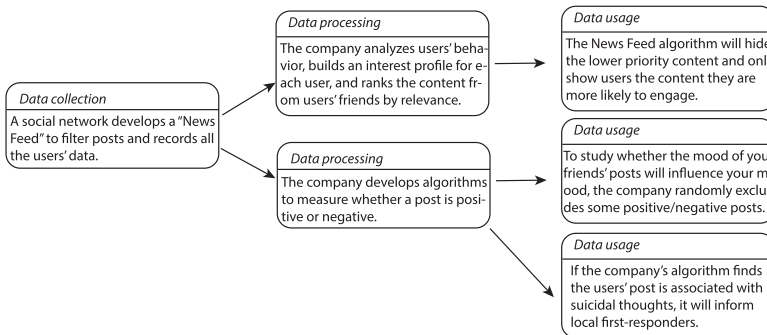 Data collection
A social network develops a “News
Feed” to filter posts and records all
the users’ data.
Data processing
The company analyzes users’ beha-
vior, builds an interest profile for e-
ach user, and ranks the content fr-
om users’ friends by relevance.
Data processing
The company develops algorithms
to measure whether a post is posi-
tive or negative.
Data usage
The News Feed algorithm will hide
the lower priority content and onl
show users the content they are
more likely to engage.
Data usage
To study whether the mood of you
friends’ posts will influence your m
ood, the company randomly exclu
des some positive/negative posts.
Data usage
If the company’s algorithm finds
the users’ post is associated with
suicidal thoughts, it will inform
local first-responders.